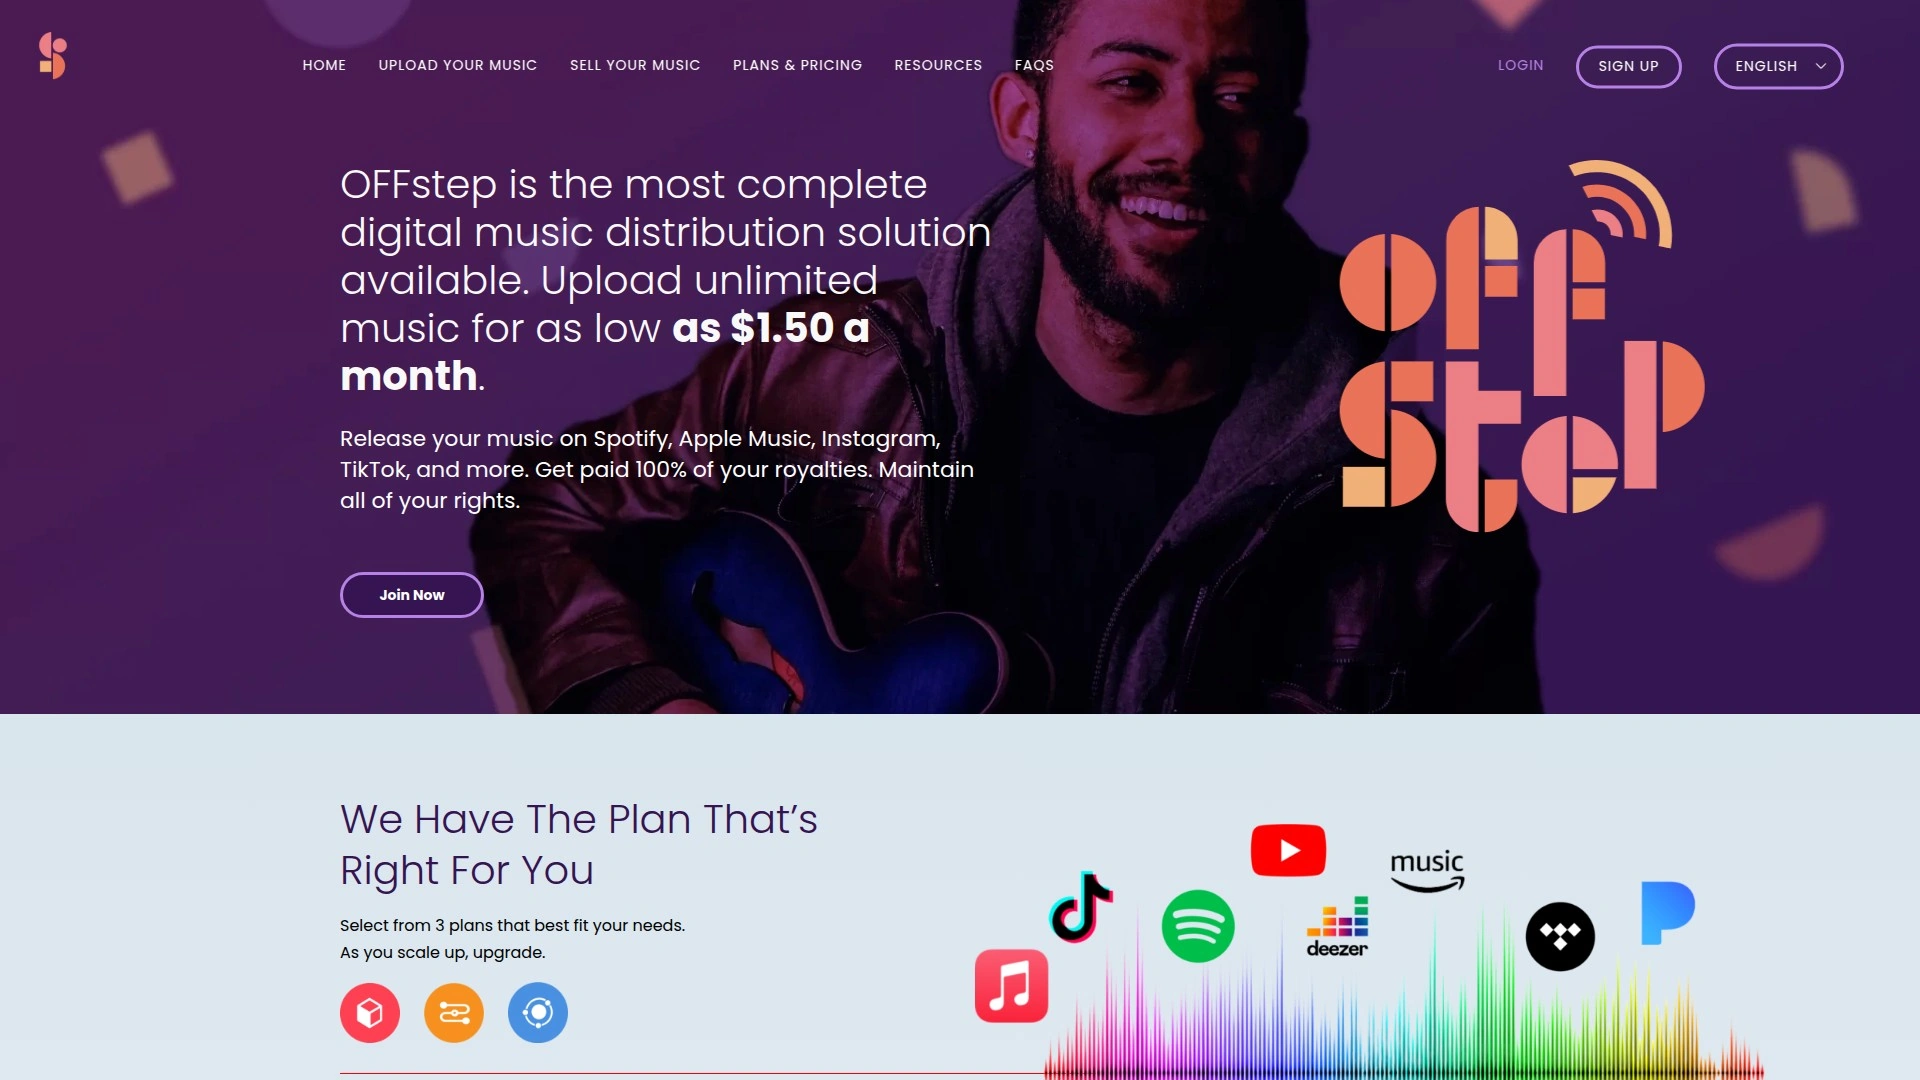 HOME UPLOAD YOUR MUSIC SELL YOUR MUSIC PLANS & PRICING RESOURCES FAQS LOGIN SIGN UP ENGLISH
OFFstep is the most complete
digital music distribution solution
available. Upload unlimited
music for as low as $1.50 a
month.
Release your music on Spotify, Apple Music, Instagram,
TikTok, and more. Get paid 100% of your royalties. Maintain
all of your rights.
Join Now
off
step
We Have The Plan That’s
Right For You
Select from 3 plans that best fit your needs.
As you scale up, upgrade.
music
deezer